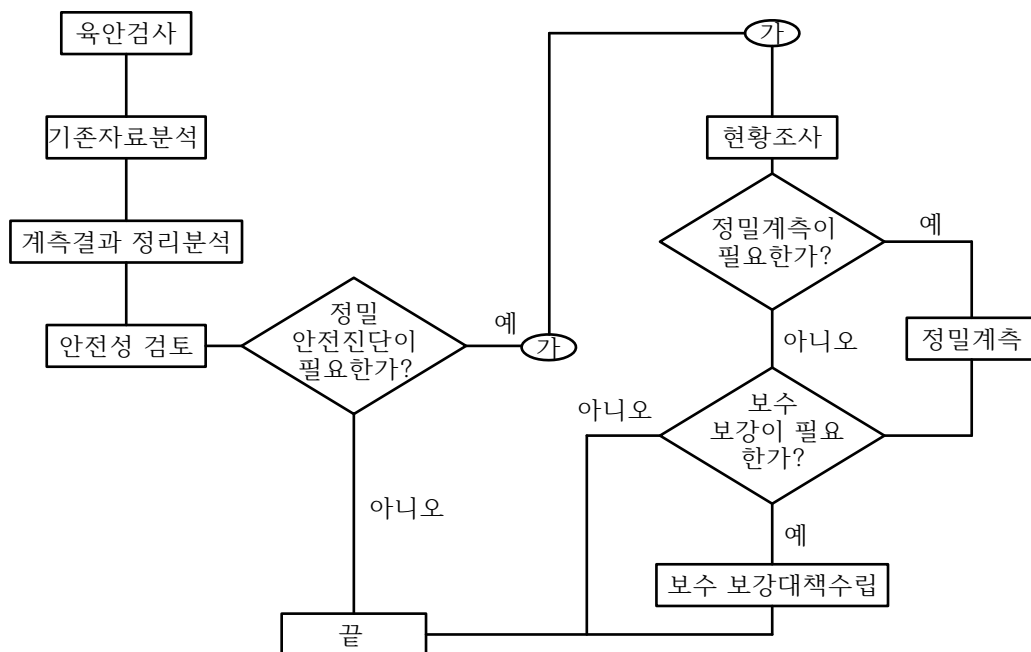 육안검사
기존자료분석
계측결과 정리분석
안전성 검토
정밀
안전진단이
필요한가?
예
가
아니오
끝
가
현황조사
정밀계측이
필요한가?
예
아니오
정밀계측
보수
보강이 필요
한가?
아니오
예
보수 보강대책수립